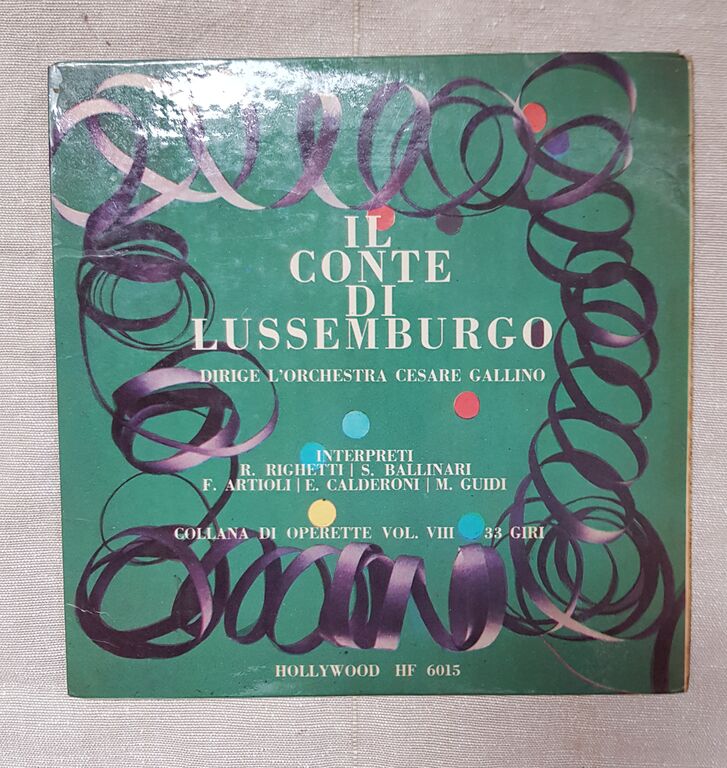 IL
CONTE
DI
LUSSEMBURGO
DIRIGE L'ORCHESTRA CESARE GALLINO
INTERPRETI
R. RIGHETTI | S. BALLINARI
F. ARTIOLI | E. CALDERONI | M. GUIDI
COLLANA DI OPERETTE VOL. VIII 33 GIRI
HOLLYWOOD HF 6015